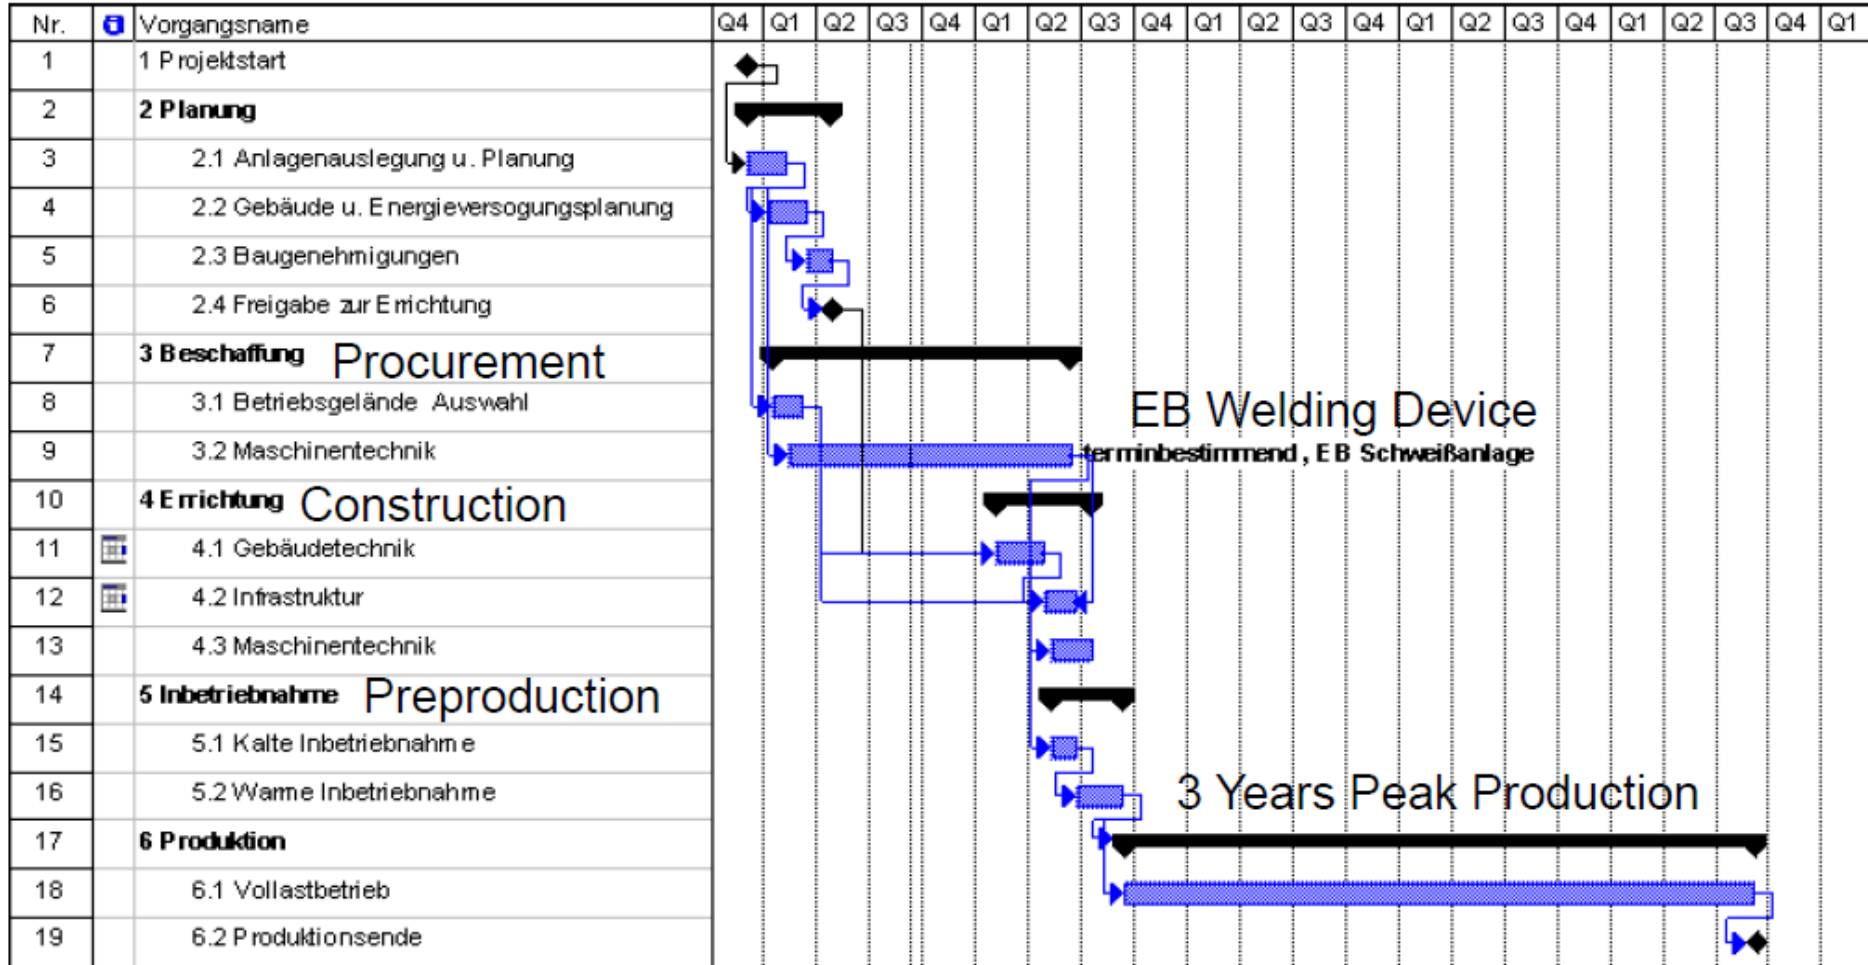 Nr. Vorgangsname Q4 Q1 Q2 Q3 Q4 Q1 Q2 Q3 Q4 Q1 Q2 Q3 Q4 Q1 Q2 Q3 Q4 Q1 Q2 Q3 Q4 Q1
1 1 Projektstart
2 2 Planung
3 2.1 Anlagenauslegung u. Planung
4 2.2 Gebäude u. Energieversogungsplanung
5 2.3 Baugenehmigungen
6 2.4 Freigabe zur Errichtung
7 3 Beschaffung Procurement
8 3.1 Betriebsgelände Auswahl EB Welding Device
9 3.2 Maschinentechnik terminbestimmend, EB Schweißanlage
10 4 Errichtung Construction
11 4.1 Gebäudetechnik
12 4.2 Infrastruktur
13 4.3 Maschinentechnik
14 5 Inbetriebnahme Preproduction
15 5.1 Kalte Inbetriebnahme
16 5.2 Warme Inbetriebnahme 3 Years Peak Production
17 6 Produktion
18 6.1 Vollastbetrieb
19 6.2 Produktionsende